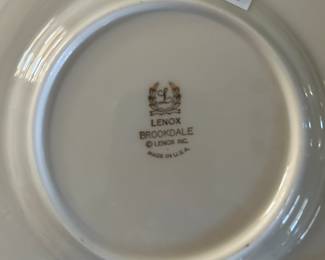 L
LENOX
BROOKDALE
© LENOX INC.
MADE IN U.S.A.